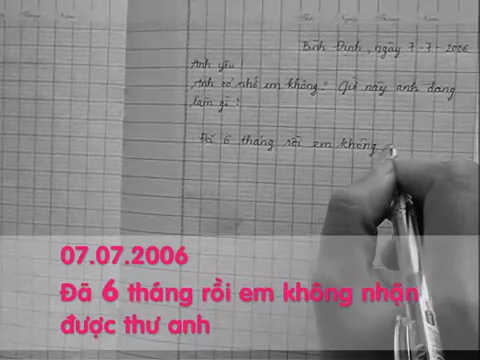 Bình Định, ngày 7-7-2006
Anh yêu!
Anh có nhớ em không? Giờ này anh đang
làm gì?
Đã 6 tháng rồi em không
07.07.2006
Đã 6 tháng rồi em không nhận
được thư anh